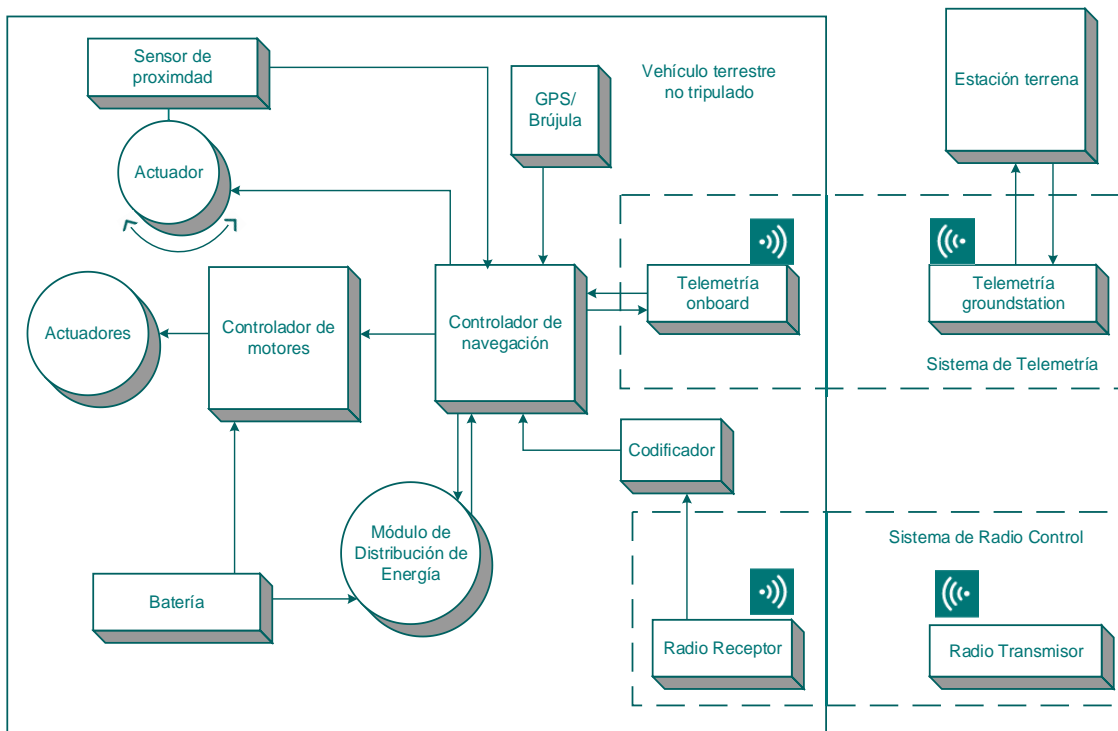 Sensor de
proximdad
Vehículo terrestre
no tripulado
GPS/
Brújula
Estación terrena
Actuador
Telemetría
onboard
Telemetría
groundstation
Actuadores
Controlador de
motores
Controlador de
navegación
Sistema de Telemetría
Codificador
Módulo de
Distribución de
Energía
Sistema de Radio Control
Batería
Radio Receptor
Radio Transmisor